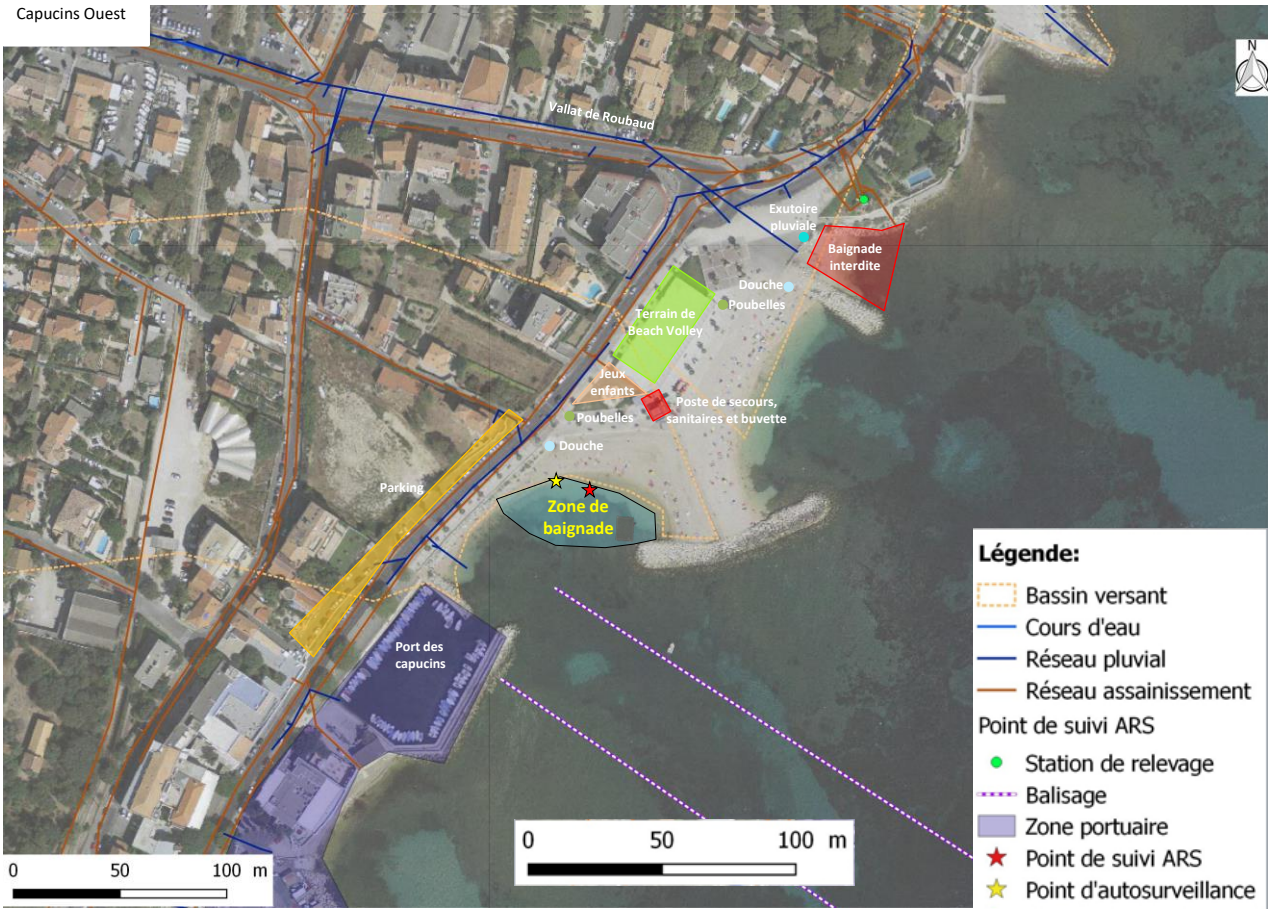 Capucins Ouest
N
Vallat de Roubaud
Exutoire
pluviale
Baignade
interdite
Douche
Poubelles
Terrain de
Beach Volley
Jeux
enfants
Poste de secours,
sanitaires et buvette
Poubelles
Douche
Parking
Zone de
baignade
Port des
capucins
Légende:
Bassin versant
Cours d'eau
Réseau pluvial
Réseau assainissement
Point de suivi ARS
Station de relevage
Balisage
Zone portuaire
Point de suivi ARS
Point d'autosurveillance
0 50 100 m
0 50 100 m